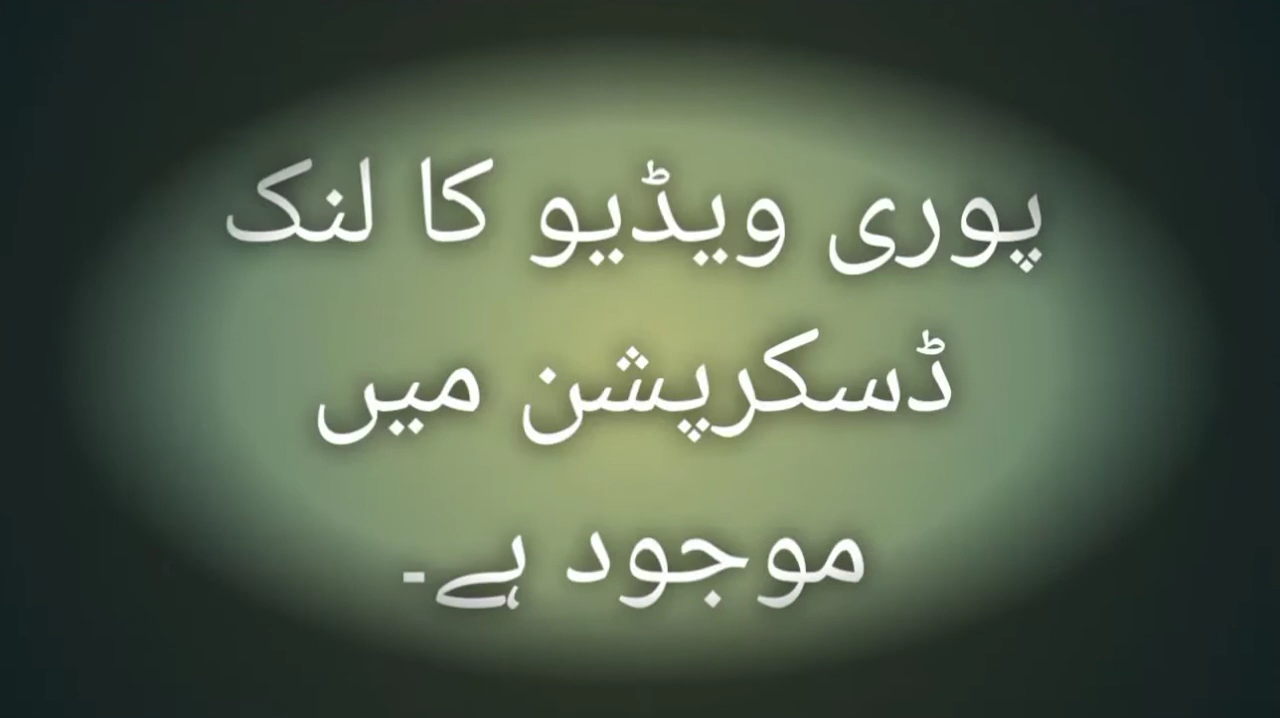 پوری ویڈیو کا لنک
ڈسکرپشن میں
موجود ہے۔